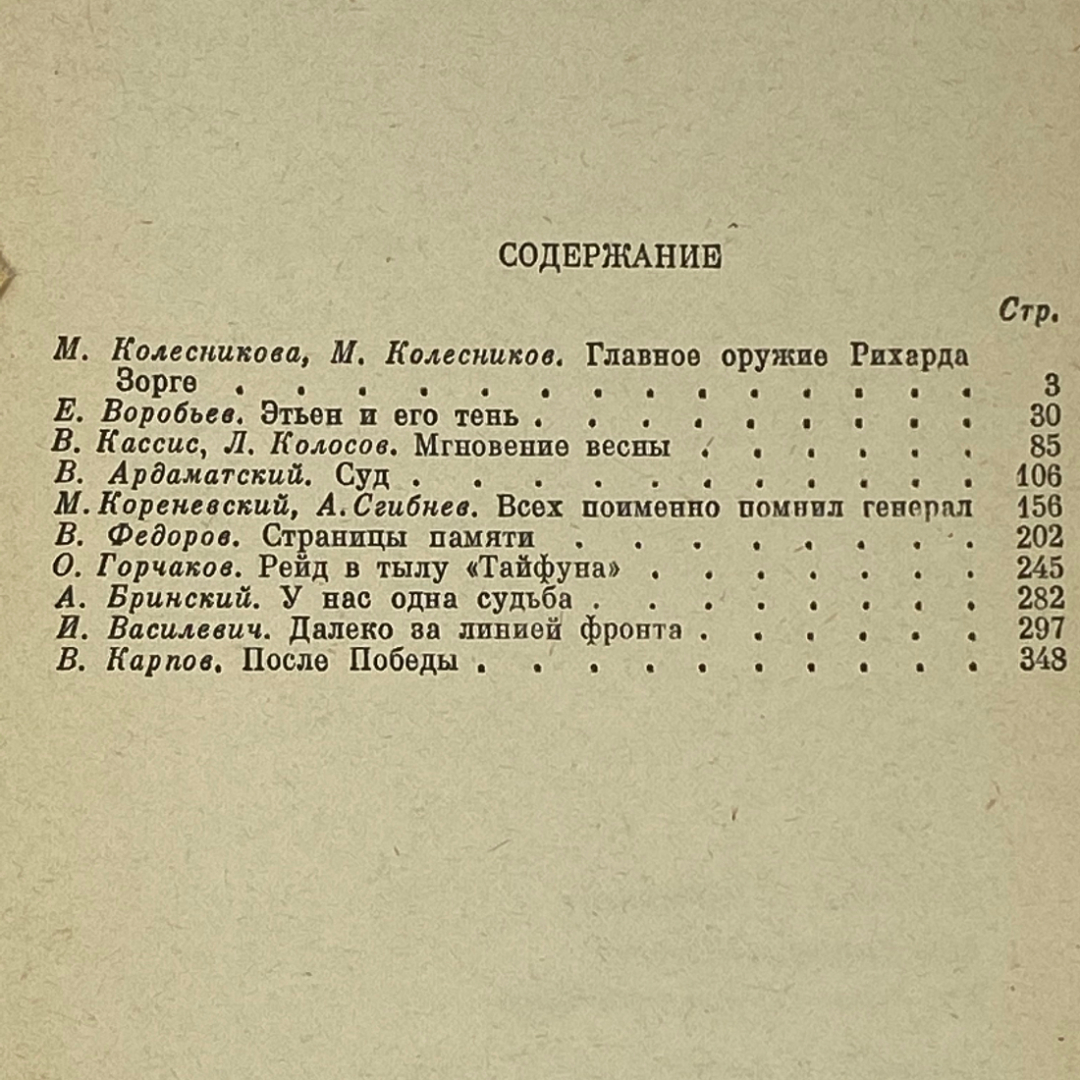 СОДЕРЖАНИЕ
Стр.
М. Колесникова, М. Колесников. Главное оружие Рихарда
Зорге . . . . . . . . . . . . . . 3
Е. Воробьев. Этьен и его тень . . . . . . . . . 30
В. Кассис, Л. Колосов. Мгновение весны . . . . . . 85
В. Ардаматский. Суд . . . . . . . . . . . 106
М. Кореневский, А. Сгибнев. Всех поименно помнил генерал 156
В. Федоров. Страницы памяти . . . . . . . . 202
О. Горчаков. Рейд в тылу «Тайфуна» . . . . . . . 245
А. Бринский. У нас одна судьба . . . . . . . . 282
И. Василевич. Далеко за линией фронта . . . . . . 297
В. Карпов. После Победы . . . . . . . . . . 348